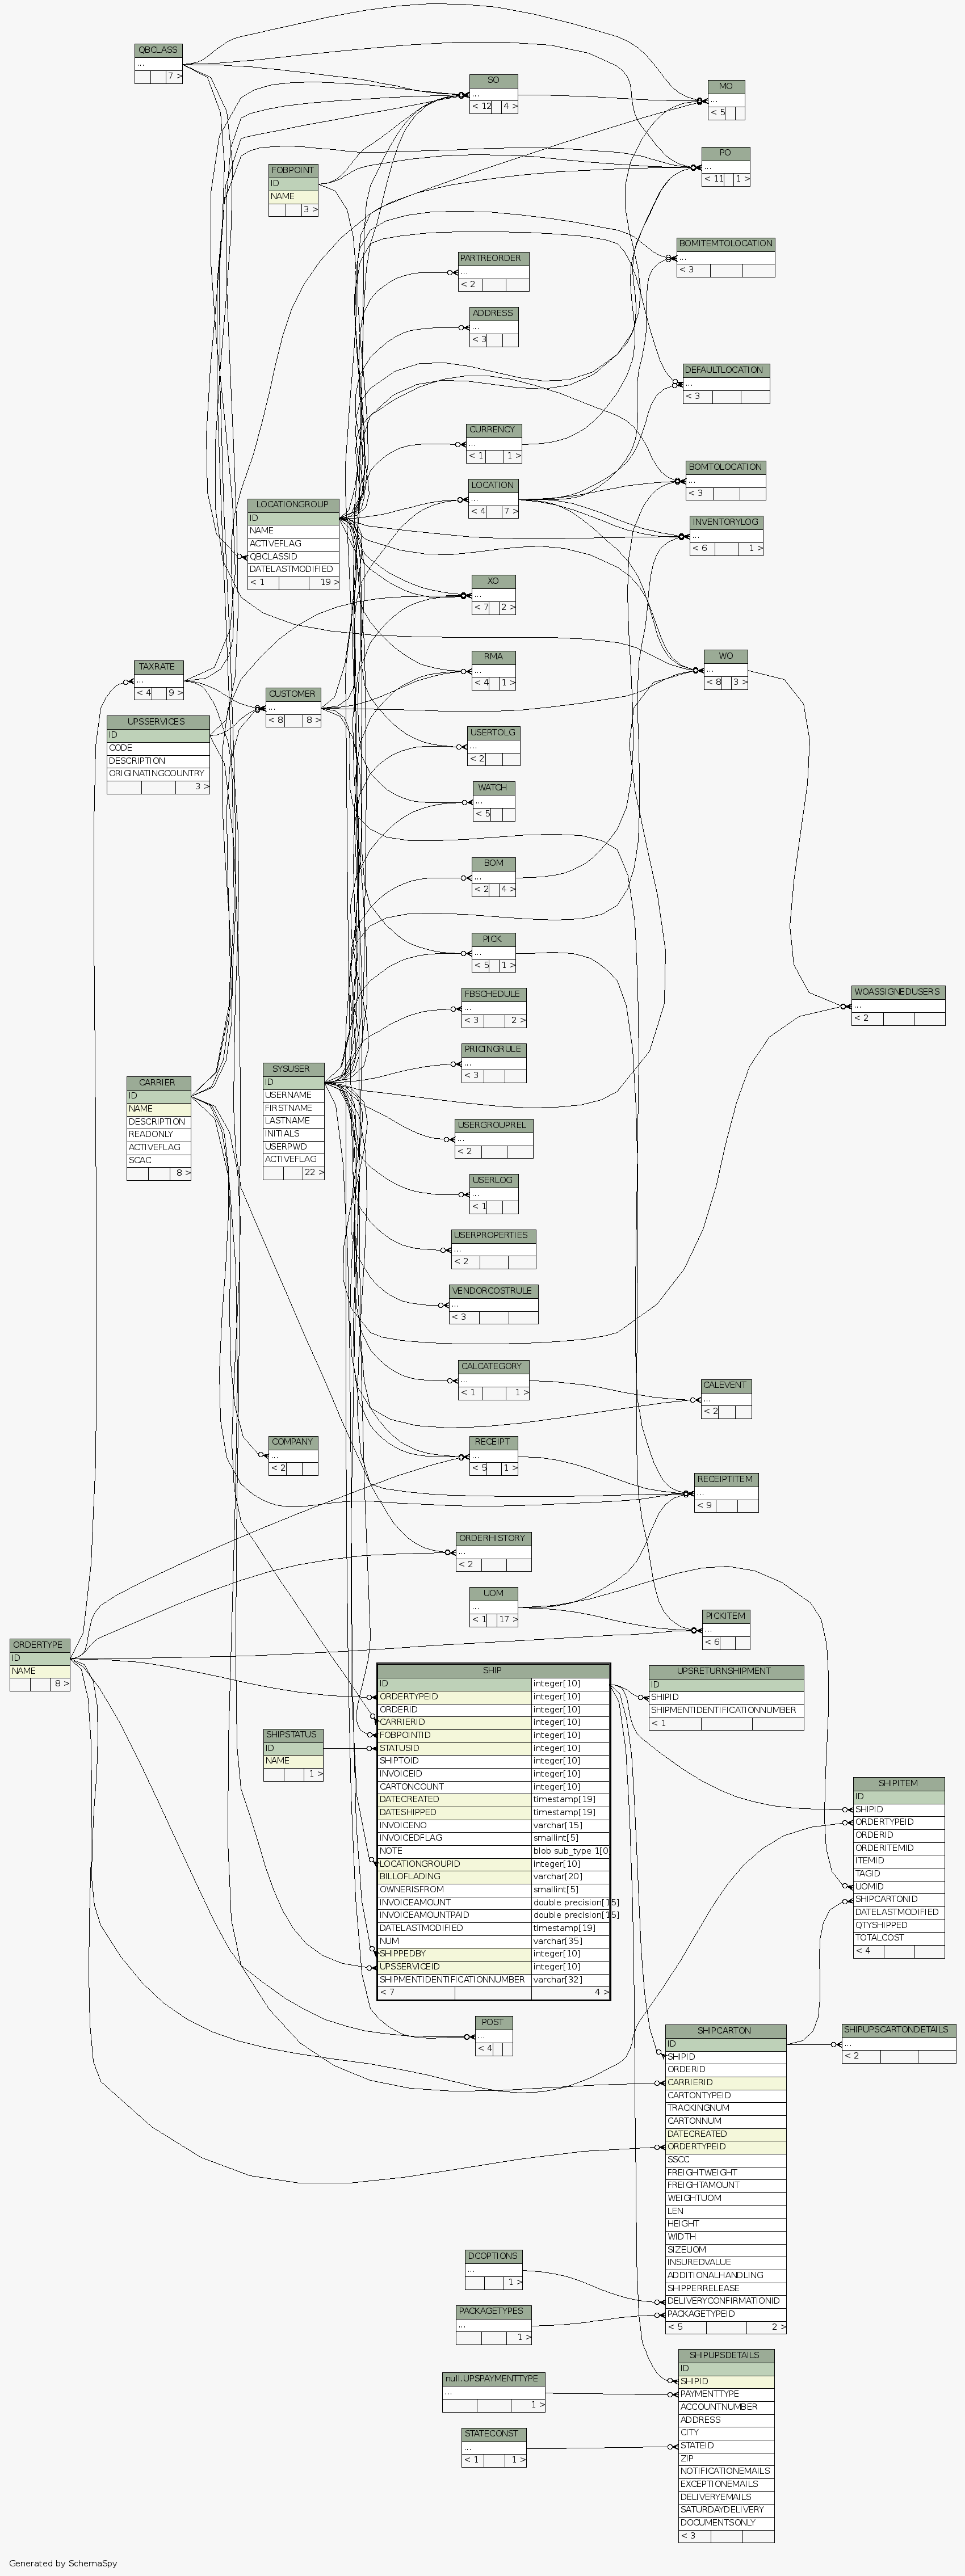 QBCLASS
...
7 >
SO
...
< 12 4 >
MO
...
< 5
PO
...
< 11 1 >
FOBPOINT
ID
NAME
3 >
BOMITEMTOLOCATION
...
< 3
PARTREORDER
...
< 2
ADDRESS
...
< 3
DEFAULTLOCATION
...
< 3
CURRENCY
...
< 1 1 >
BOMTOLOCATION
...
< 3
LOCATION
...
< 4 7 >
LOCATIONGROUP
ID
NAME
ACTIVEFLAG
QBCLASSID
DATELASTMODIFIED
< 1 19 >
INVENTORYLOG
...
< 6 1 >
XO
...
< 7 2 >
RMA
...
< 4 1 >
WO
...
< 8 3 >
TAXRATE
...
< 4 9 >
CUSTOMER
...
< 8 8 >
UPSSERVICES
ID
CODE
DESCRIPTION
ORIGINATINGCOUNTRY
3 >
USERTOLG
...
< 2
WATCH
...
< 5
BOM
...
< 2 4 >
PICK
...
< 5 1 >
FBSCHEDULE
...
< 3 2 >
WOASSIGNEDUSERS
...
< 2
PRICINGRULE
...
< 3
SYSUSER
ID
USERNAME
FIRSTNAME
LASTNAME
INITIALS
USERPWD
ACTIVEFLAG
22 >
CARRIER
ID
NAME
DESCRIPTION
READONLY
ACTIVEFLAG
SCAC
8 >
USERGROUPREL
...
< 2
USERLOG
...
< 1
USERPROPERTIES
...
< 2
VENDORCOSTRULE
...
< 3
CALCATEGORY
...
< 1 1 >
CALEVENT
...
< 2
COMPANY
...
< 2
RECEIPT
...
< 5 1 >
RECEIPTITEM
...
< 9
ORDERHISTORY
...
< 2
UOM
...
< 1 17 >
PICKITEM
...
< 6
ORDERTYPE
ID
NAME
8 >
SHIP
ID integer[10]
ORDERTYPEID integer[10]
ORDERID integer[10]
CARRIERID integer[10]
FOBPOINTID integer[10]
STATUSID integer[10]
SHIPTOID integer[10]
INVOICEID integer[10]
CARTONCOUNT integer[10]
DATECREATED timestamp[19]
DATESHIPPED timestamp[19]
INVOICENO varchar[15]
INVOICEDFLAG smallint[5]
NOTE blob sub_type 1[0]
LOCATIONGROUPID integer[10]
BILLOFLADING varchar[20]
OWNERISFROM smallint[5]
INVOICEAMOUNT double precision[15]
INVOICEAMOUNTPAID double precision[15]
DATELASTMODIFIED timestamp[19]
NUM varchar[35]
SHIPPEDBY integer[10]
UPSSERVICEID integer[10]
SHIPMENTIDENTIFICATIONNUMBER varchar[32]
< 7 4 >
UPSRETURNSHIPMENT
ID
SHIPID
SHIPMENTIDENTIFICATIONNUMBER
< 1
SHIPSTATUS
ID
NAME
1 >
SHIPITEM
ID
SHIPID
ORDERTYPEID
ORDERID
ORDERITEMID
ITEMID
TAGID
UOMID
SHIPCARTONID
DATELASTMODIFIED
QTYSHIPPED
TOTALCOST
< 4
POST
...
< 4
SHIPCARTON
ID
SHIPID
ORDERID
CARRIERID
CARTONTYPEID
TRACKINGNUM
CARTONNUM
DATECREATED
ORDERTYPEID
SSCC
FREIGHTWEIGHT
FREIGHTAMOUNT
WEIGHTUOM
LEN
HEIGHT
WIDTH
SIZEUOM
INSUREDVALUE
ADDITIONALHANDLING
SHIPPERRELEASE
DELIVERYCONFIRMATIONID
PACKAGETYPEID
< 5 2 >
SHIPUPSCARTONDETAILS
...
< 2
DCOPTIONS
...
1 >
PACKAGETYPES
...
1 >
SHIPUPSDETAILS
ID
SHIPID
PAYMENTTYPE
ACCOUNTNUMBER
ADDRESS
CITY
STATEID
ZIP
NOTIFICATIONEMAILS
EXCEPTIONEMAILS
DELIVERYEMAILS
SATURDAYDELIVERY
DOCUMENTSONLY
< 3
null.UPSPAYMENTTYPE
...
1 >
STATECONST
...
< 1 1 >
Generated by SchemaSpy